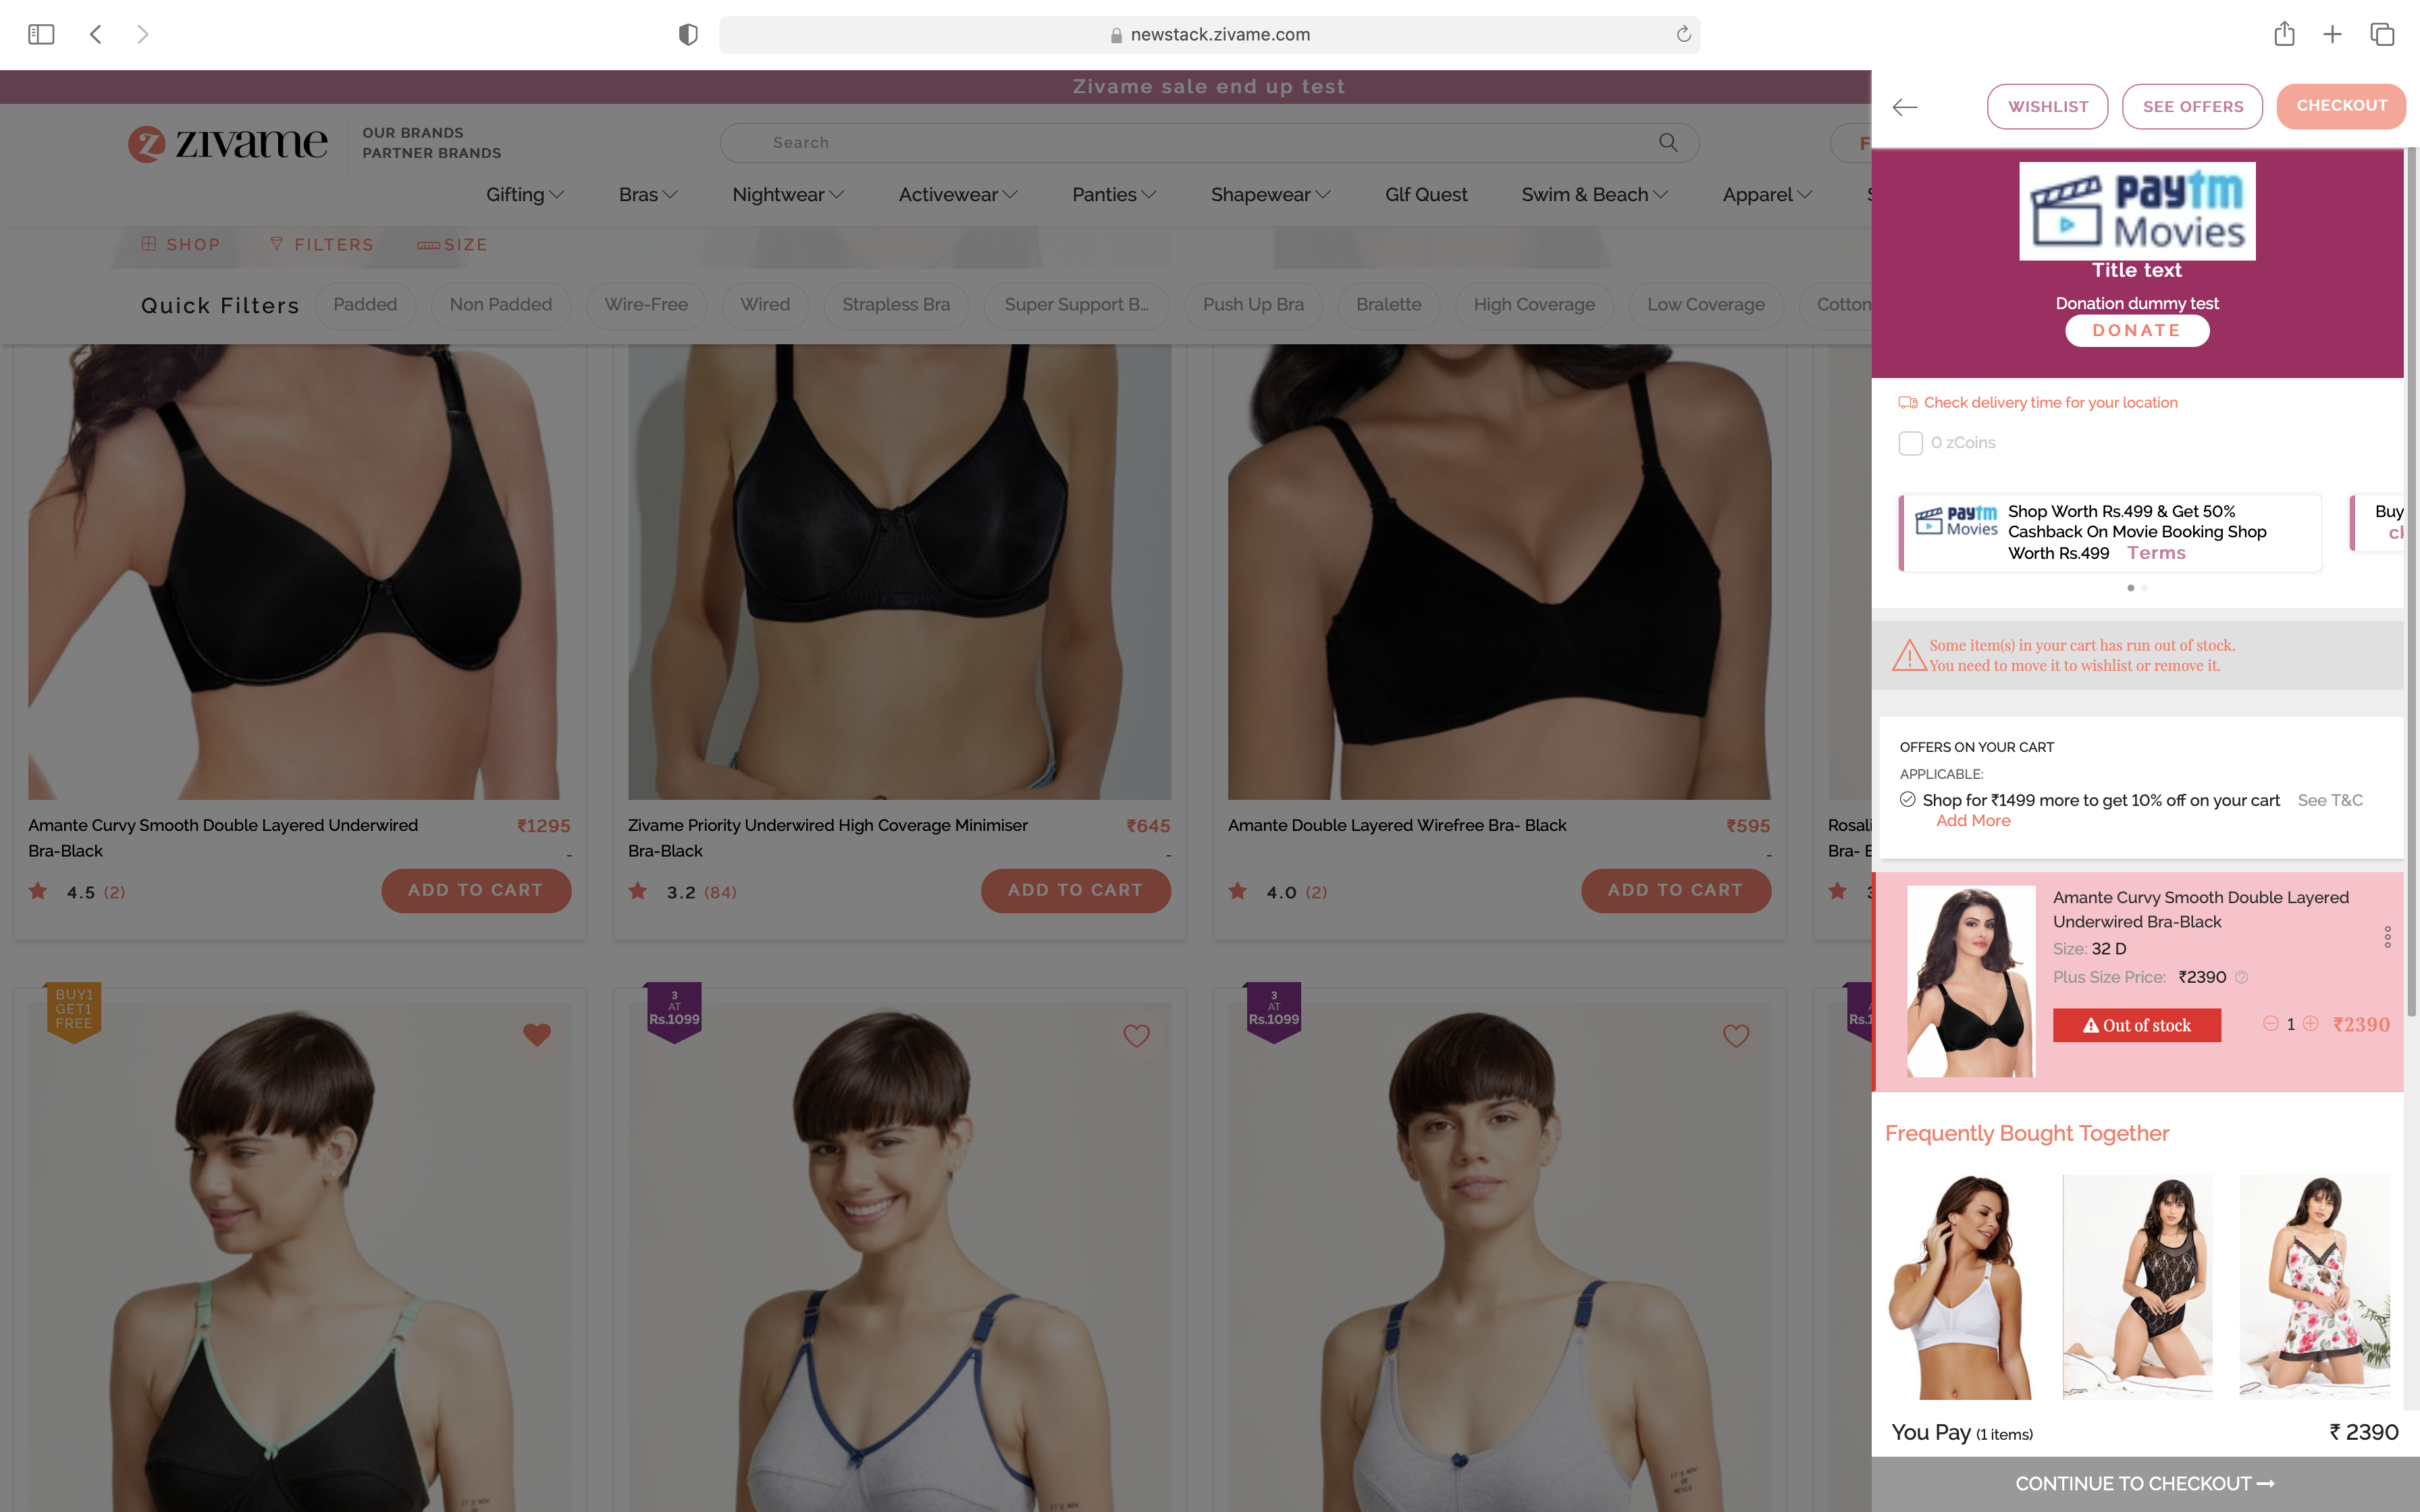 newstack.zivame.com
Zivame sale end up test
zivame
OUR BRANDS
PARTNER BRANDS
Search
Gifting Bras Nightwear Activewear Panties Shapewear Glf Quest Swim & Beach Apparel
SHOP FILTERS SIZE
Quick Filters Padded Non Padded Wire-Free Wired Strapless Bra Super Support B... Push Up Bra Bralette High Coverage Low Coverage Cotton
Amante Curvy Smooth Double Layered Underwired ₹1295
Bra-Black -
4.5 (2) ADD TO CART
Zivame Priority Underwired High Coverage Minimiser ₹645
Bra-Black -
3.2 (84) ADD TO CART
Amante Double Layered Wirefree Bra- Black ₹595
-
4.0 (2) ADD TO CART
Rosali
Bra- B
BUY1
GET1
FREE
3
AT
Rs.1099
3
AT
Rs.1099
Rs.1
WISHLIST SEE OFFERS CHECKOUT
paytm
Movies
Title text
Donation dummy test
DONATE
Check delivery time for your location
0 zCoins
paytm
Movies
Shop Worth Rs.499 & Get 50%
Cashback On Movie Booking Shop
Worth Rs.499 Terms
Buy
Some item(s) in your cart has run out of stock.
You need to move it to wishlist or remove it.
OFFERS ON YOUR CART
APPLICABLE:
Shop for ₹1499 more to get 10% off on your cart See T&C
Add More
Amante Curvy Smooth Double Layered
Underwired Bra-Black
Size: 32 D
Plus Size Price: ₹2390
Out of stock 1 ₹2390
Frequently Bought Together
You Pay (1 items) ₹ 2390
CONTINUE TO CHECKOUT